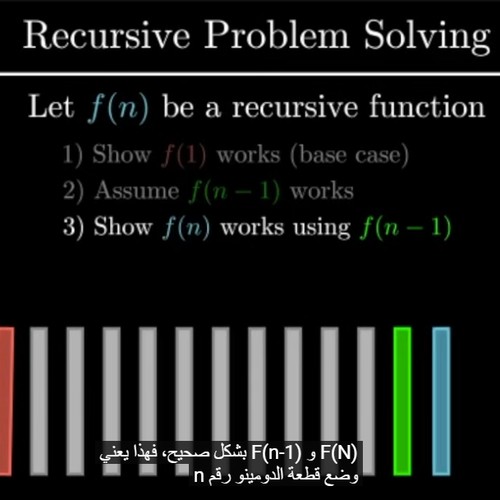 Recursive Problem Solving
Let f(n) be a recursive function
1) Show f(1) works (base case)
2) Assume f(n − 1) works
3) Show f(n) works using f(n − 1)
F(N) و F(n-1) بشكل صحيح، فهذا يعني
وضع قطعة الدومينو رقم n